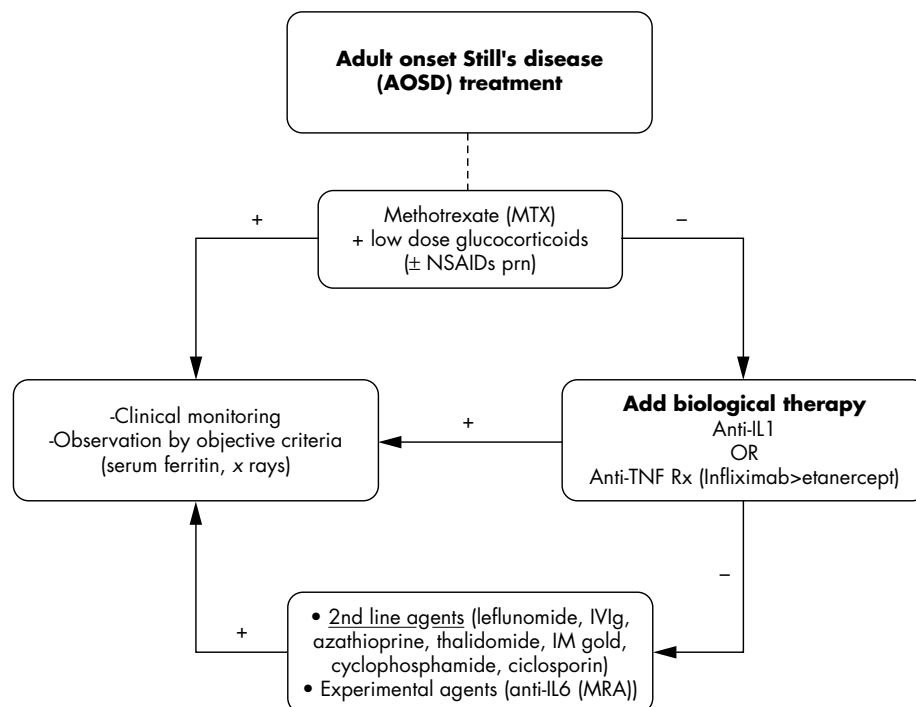 Adult onset Still's disease
(AOSD) treatment
+
Methotrexate (MTX)
+ low dose glucocorticoids
(± NSAIDs prn)
–
-Clinical monitoring
-Observation by objective criteria
(serum ferritin, x rays)
+
Add biological therapy
Anti-IL1
OR
Anti-TNF Rx (Infliximab>etanercept)
–
+
• 2nd line agents (leflunomide, IVIg,
azathioprine, thalidomide, IM gold,
cyclophosphamide, ciclosporin)
• Experimental agents (anti-IL6 (MRA))